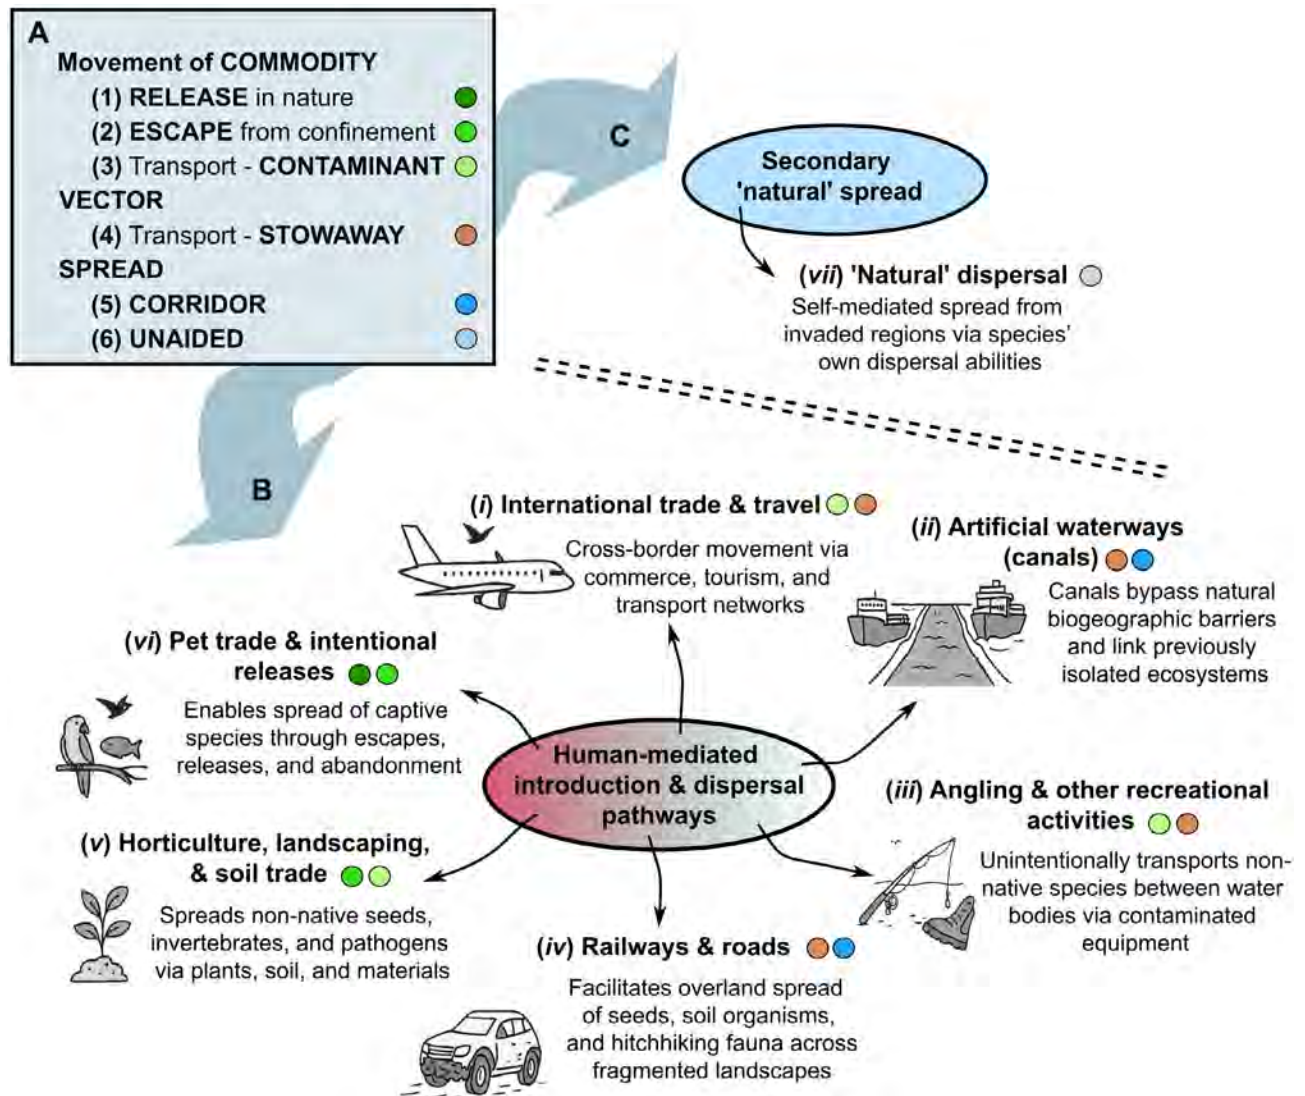 A
Movement of COMMODITY
(1) RELEASE in nature
(2) ESCAPE from confinement
(3) Transport - CONTAMINANT
VECTOR
(4) Transport - STOWAWAY
SPREAD
(5) CORRIDOR
(6) UNAIDED
C
Secondary
'natural' spread
(vii) 'Natural' dispersal
Self-mediated spread from
invaded regions via species'
own dispersal abilities
B
(i) International trade & travel
Cross-border movement via
commerce, tourism, and
transport networks
(ii) Artificial waterways
(canals)
Canals bypass natural
biogeographic barriers
and link previously
isolated ecosystems
(vi) Pet trade & intentional
releases
Enables spread of captive
species through escapes,
releases, and abandonment
Human-mediated
introduction & dispersal
pathways
(iii) Angling & other recreational
activities
Unintentionally transports non-
native species between water
bodies via contaminated
equipment
(v) Horticulture, landscaping,
& soil trade
Spreads non-native seeds,
invertebrates, and pathogens
via plants, soil, and materials
(iv) Railways & roads
Facilitates overland spread
of seeds, soil organisms,
and hitchhiking fauna across
fragmented landscapes